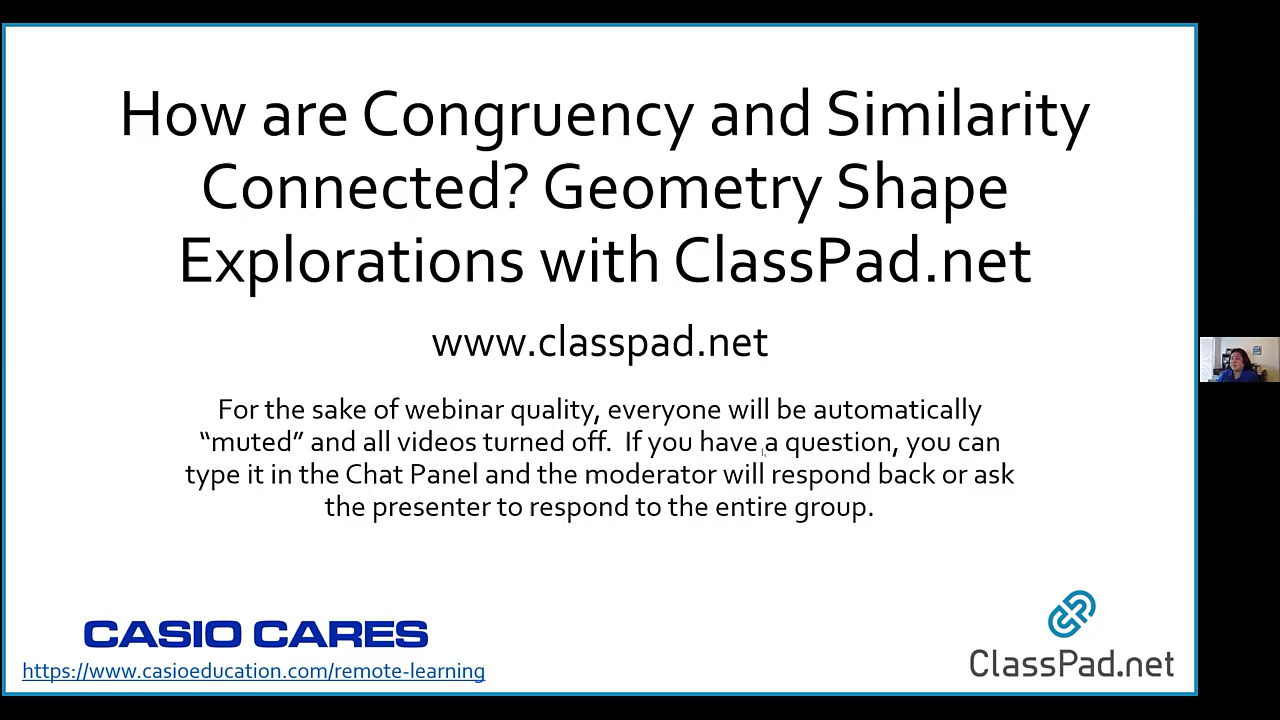 How are Congruency and Similarity
Connected? Geometry Shape
Explorations with ClassPad.net
www.classpad.net
For the sake of webinar quality, everyone will be automatically
“muted” and all videos turned off.  If you have a question, you can
type it in the Chat Panel and the moderator will respond back or ask
the presenter to respond to the entire group.
CASIO CARES
https://www.casioeducation.com/remote-learning
ClassPad.net